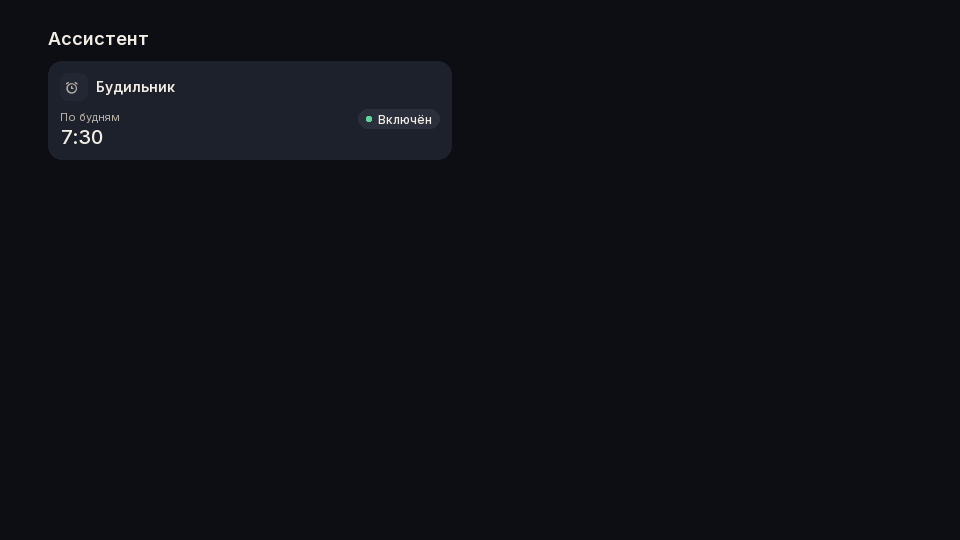 Ассистент
Будильник
По будням
Включён
7:30